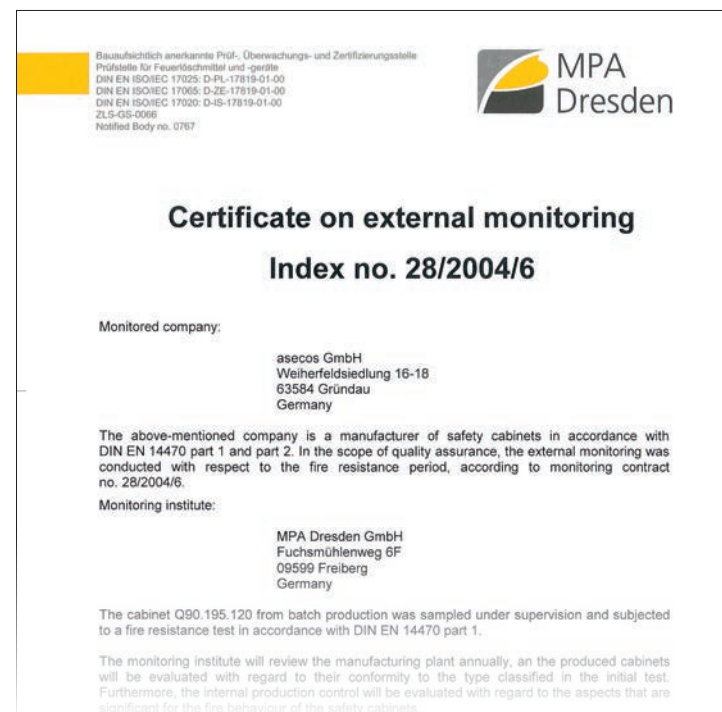 Bauaufsichtlich anerkannte Prüf-, Überwachungs- und Zertifizierungsstelle
Prüfstelle für Feuerlöschmittel und -geräte
DIN EN ISO/IEC 17025: D-PL-17819-01-00
DIN EN ISO/IEC 17065: D-ZE-17819-01-00
DIN EN ISO/IEC 17020: D-IS-17819-01-00
ZLS-GS-0066
Notified Body no. 0767
MPA
Dresden
Certificate on external monitoring
Index no. 28/2004/6
Monitored company:
asecos GmbH
Weiherfeldsiedlung 16-18
63584 Gründau
Germany
The above-mentioned company is a manufacturer of safety cabinets in accordance with
DIN EN 14470 part 1 and part 2. In the scope of quality assurance, the external monitoring was
conducted with respect to the fire resistance period, according to monitoring contract
no. 28/2004/6.
Monitoring institute:
MPA Dresden GmbH
Fuchsmühlenweg 6F
09599 Freiberg
Germany
The cabinet Q90.195.120 from batch production was sampled under supervision and subjected
to a fire resistance test in accordance with DIN EN 14470 part 1.
The monitoring institute will review the manufacturing plant annually, an the produced cabinets
will be evaluated with regard to their conformity to the type classified in the initial test.
Furthermore, the internal production control will be evaluated with regard to the aspects that are
significant for the fire behaviour of the safety cabinets.